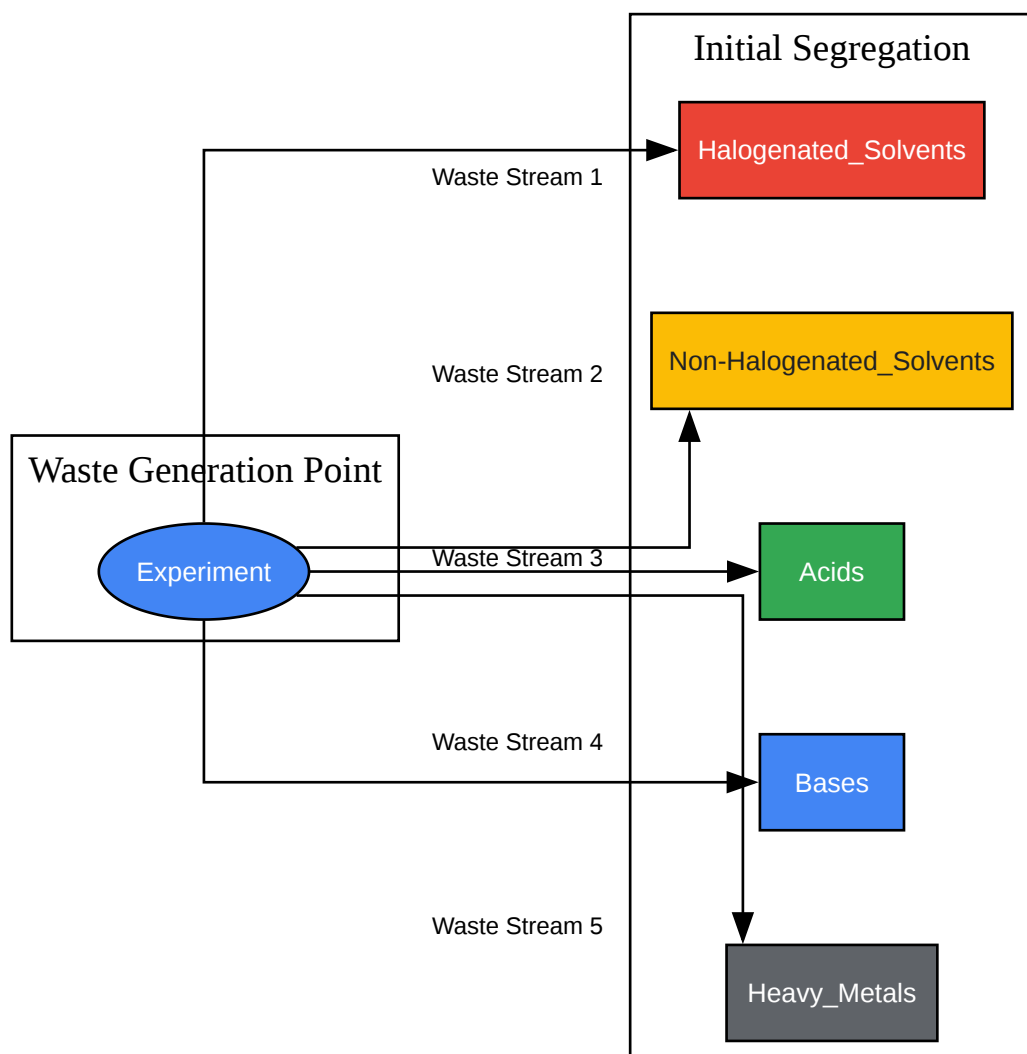 Initial Segregation
Halogenated_Solvents
Waste Stream 1
Non-Halogenated_Solvents
Waste Stream 2
Waste Generation Point
Experiment
Waste Stream 3
Acids
Waste Stream 4
Bases
Waste Stream 5
Heavy_Metals